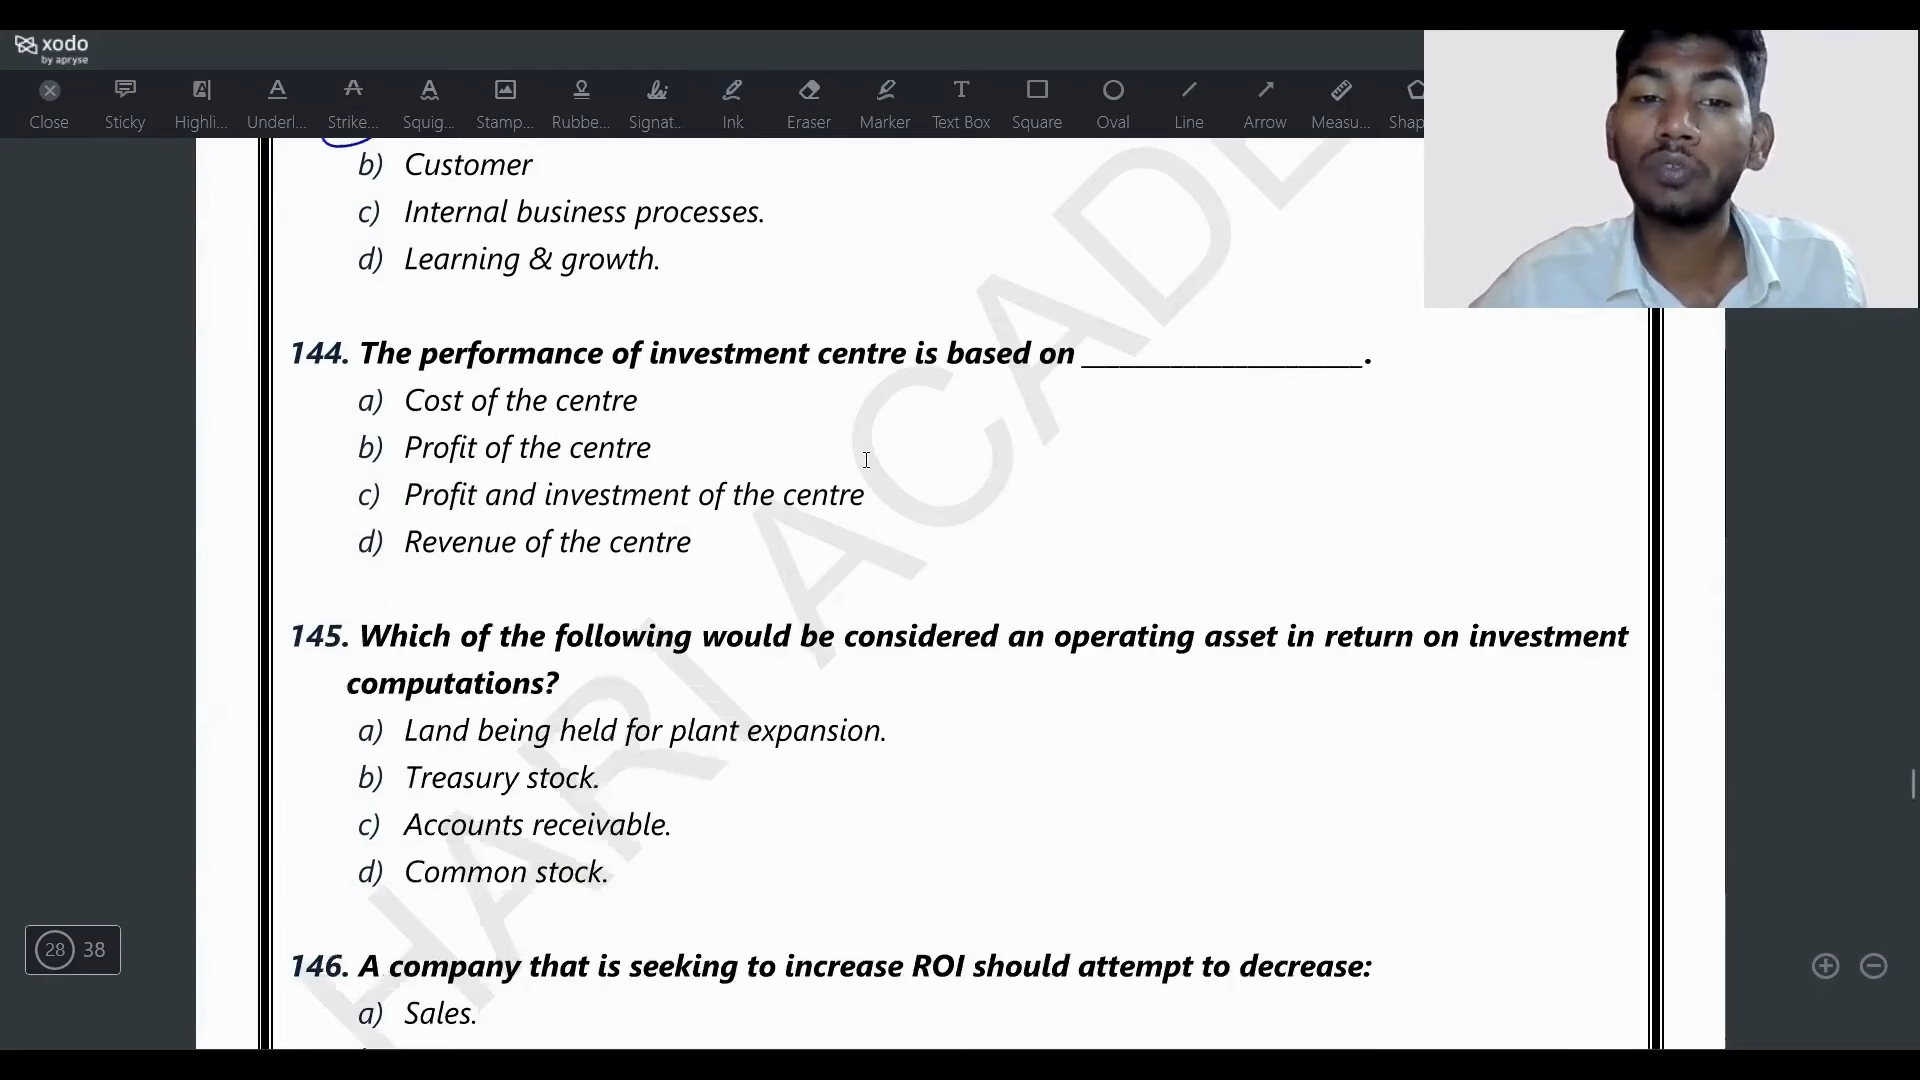 xodo
by apryse
Close Sticky Highli... Underl... Strike... Squig... Stamp... Rubbe... Signat.. Ink Eraser Marker Text Box Square Oval Line Arrow Measu... Shap
b) Customer
c) Internal business processes.
d) Learning & growth.
144. The performance of investment centre is based on ____________________.
a) Cost of the centre
b) Profit of the centre
c) Profit and investment of the centre
d) Revenue of the centre
145. Which of the following would be considered an operating asset in return on investment
computations?
a) Land being held for plant expansion.
b) Treasury stock.
c) Accounts receivable.
d) Common stock.
146. A company that is seeking to increase ROI should attempt to decrease:
a) Sales.
28 38
HARI ACADE